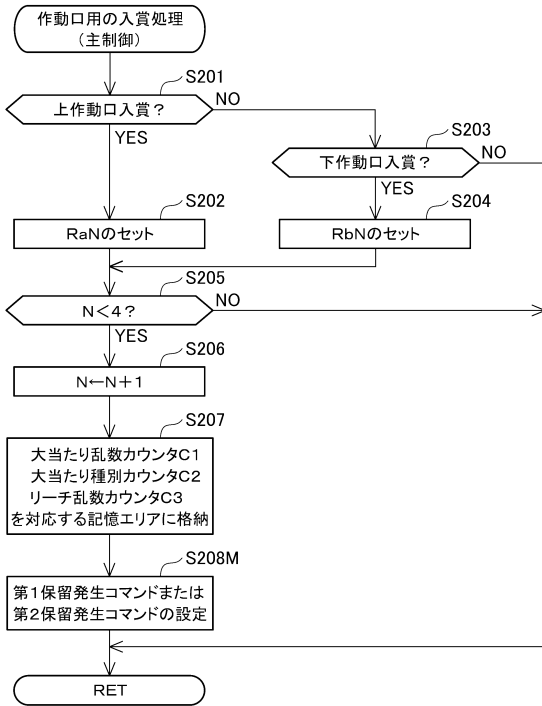 作動口用の入賞処理
（主制御）
S201
上作動口入賞？
NO
YES
S203
下作動口入賞？
NO
YES
S202
RaNのセット
S204
RbNのセット
S205
N＜4？
NO
YES
S206
N←N＋1
S207
大当たり乱数カウンタC1
大当たり種別カウンタC2
リーチ乱数カウンタC3
を対応する記憶エリアに格納
S208M
第1保留発生コマンドまたは
第2保留発生コマンドの設定
RET